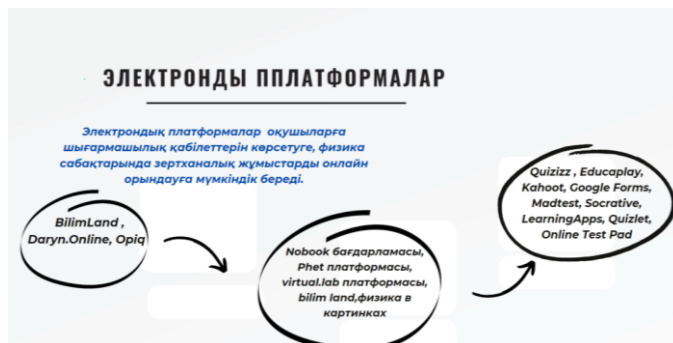 ЭЛЕКТРОНДЫ ППЛАТФОРМАЛАР
Электрондық платформалар оқушыларға
шығармашылық қабілеттерін көрсетуге, физика
сабақтарында зертханалық жұмыстарды онлайн
орындауға мүмкіндік береді.
BilimLand ,
Daryn.Online, Opiq
Nobook бағдарламасы,
Phet платформасы,
virtual.lab платформасы,
bilim land,физика в
картинках
Quizizz , Educaplay,
Kahoot, Google Forms,
Madtest, Socrative,
LearningApps, Quizlet,
Online Test Pad